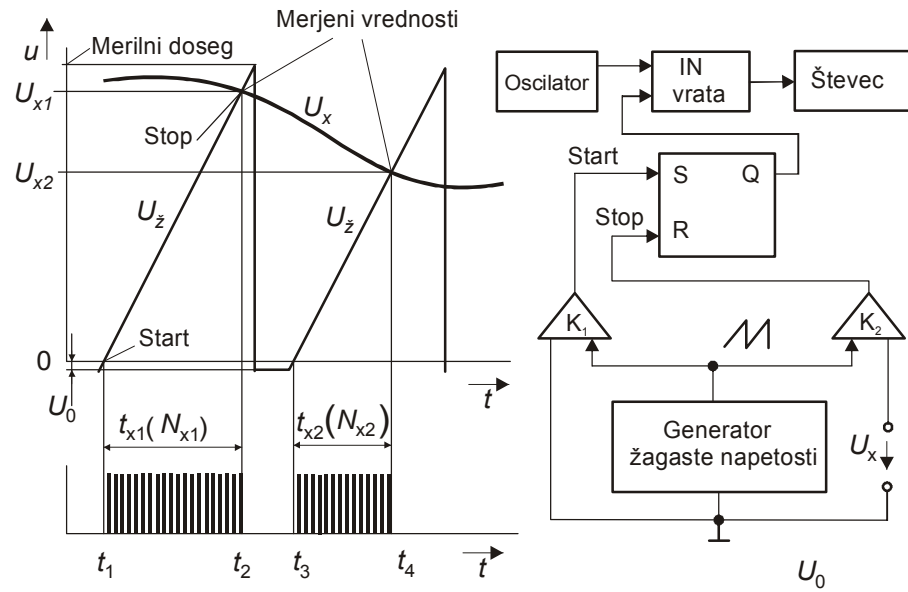 u
Merilni doseg
Merjeni vrednosti
Ux1
Ux
Stop
Ux2
Už
Už
Start
0
U0
t
tx1(Nx1)
tx2(Nx2)
t1
t2
t3
t4
t
Oscilator
IN
vrata
Števec
Start
S
Q
Stop
R
K1
K2
Generator
žagaste napetosti
Ux
U0